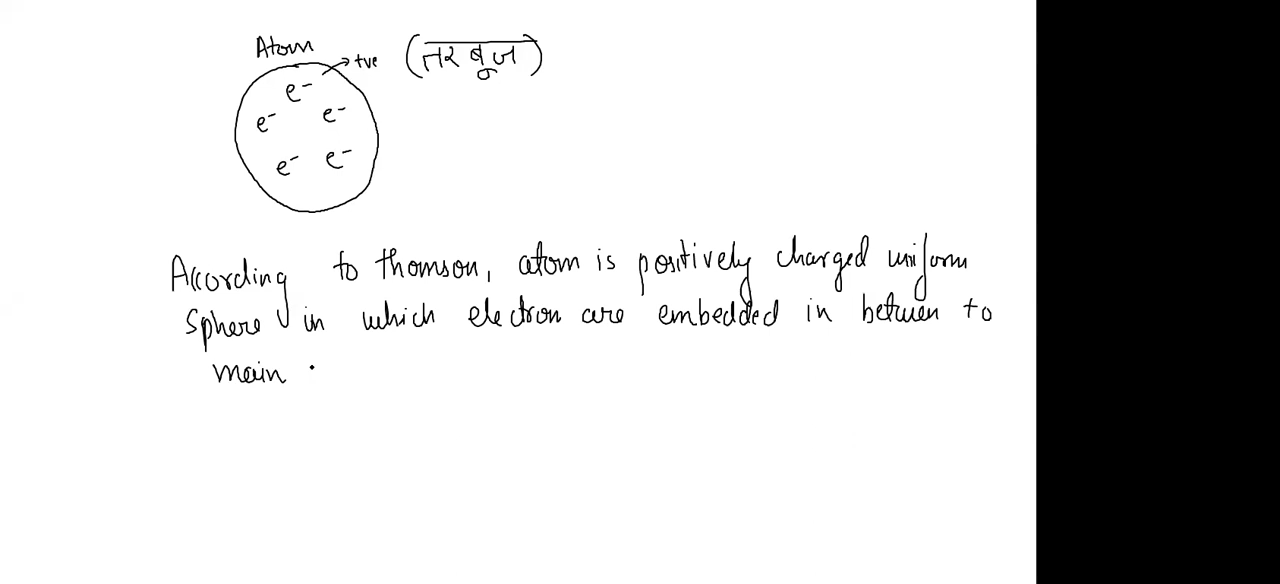 Atom
+ve (तरबूज)
e-
e- e-
e- e-
According to thomson, atom is positively charged uniform
sphere in which electron are embedded in between to
main .